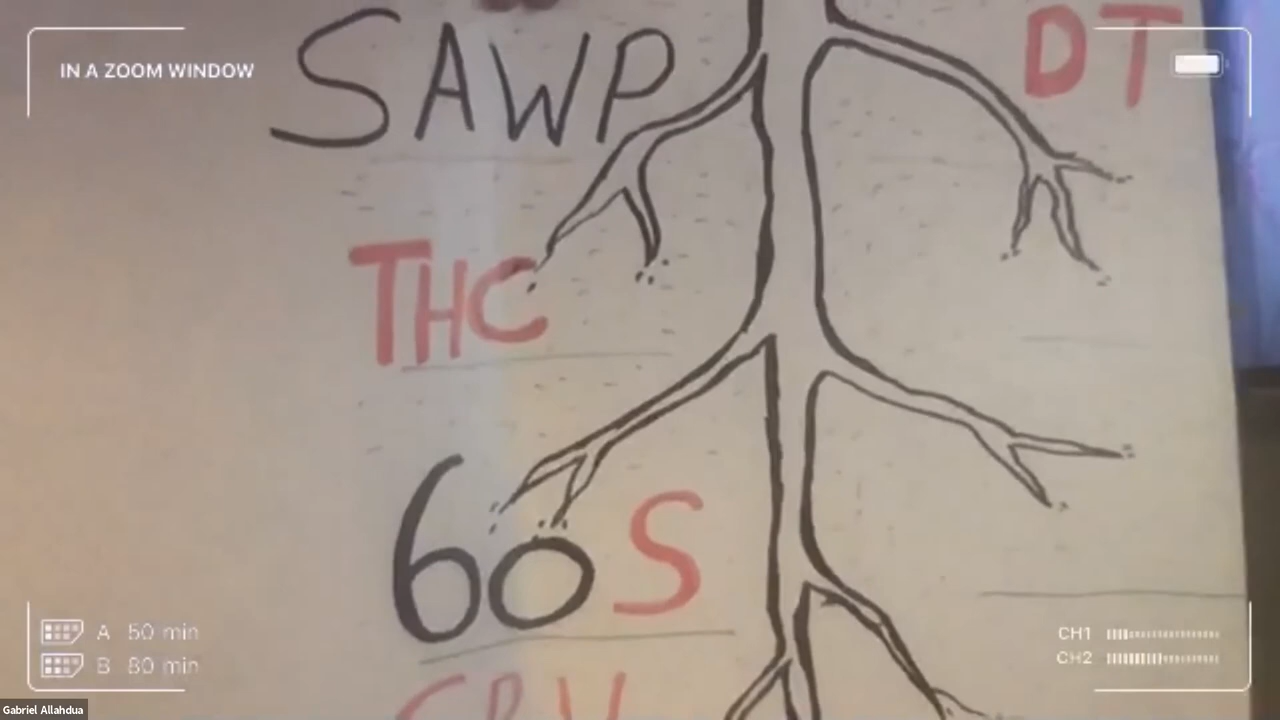 SAWP
DT
IN A ZOOM WINDOW
THC
60S
A 50 min
B 80 min
CH1
CH2
Gabriel Allahdua